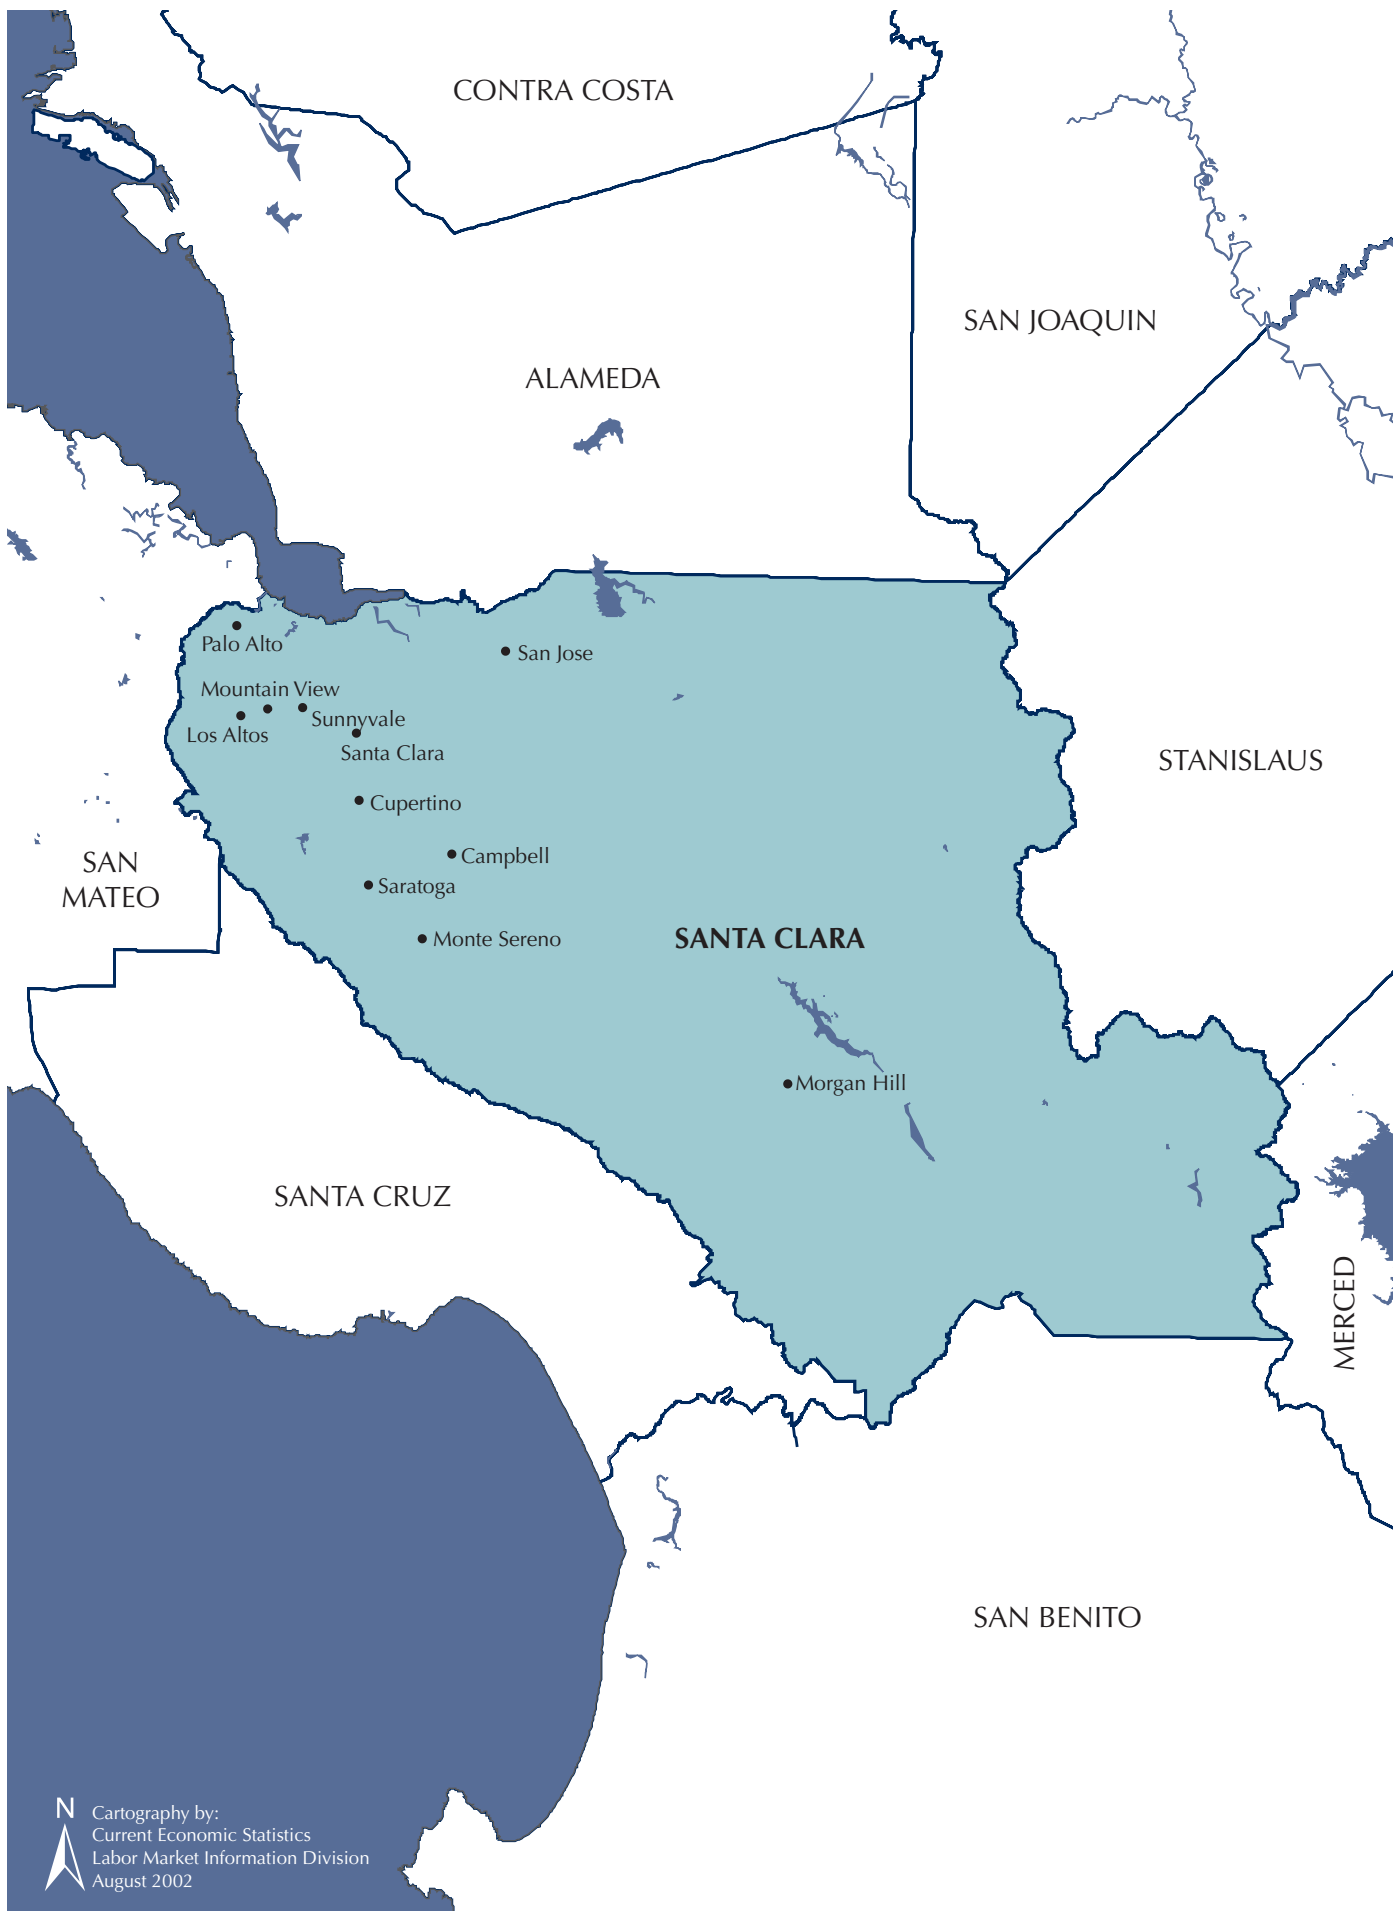 CONTRA COSTA
SAN JOAQUIN
ALAMEDA
Palo Alto
San Jose
Mountain View
Sunnyvale
Los Altos
Santa Clara
STANISLAUS
Cupertino
SAN
MATEO
Campbell
Saratoga
Monte Sereno
SANTA CLARA
Morgan Hill
SANTA CRUZ
MERCED
SAN BENITO
N
Cartography by:
Current Economic Statistics
Labor Market Information Division
August 2002